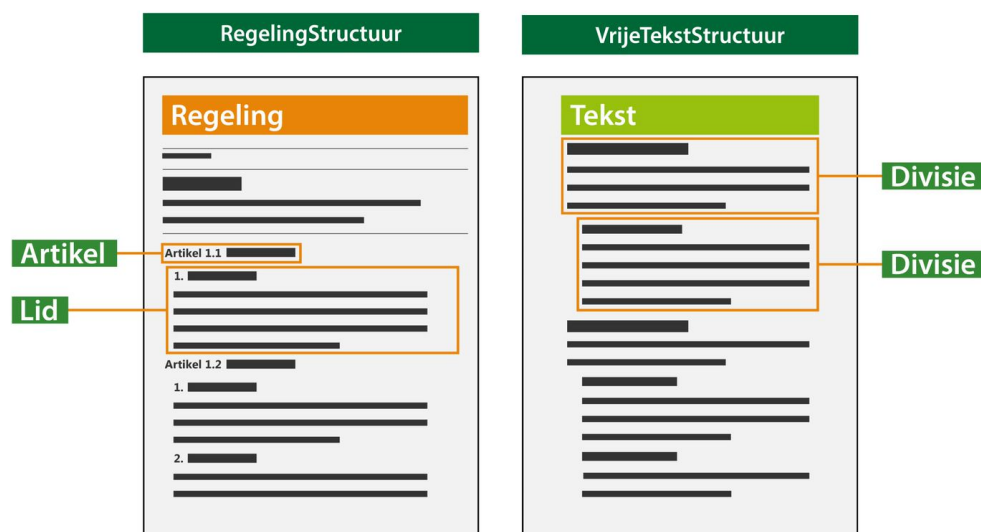 RegelingStructuur
Regeling
Artikel
Artikel 1.1
1.
Lid
Artikel 1.2
1.
2.
VrijeTekstStructuur
Tekst
Divisie
Divisie